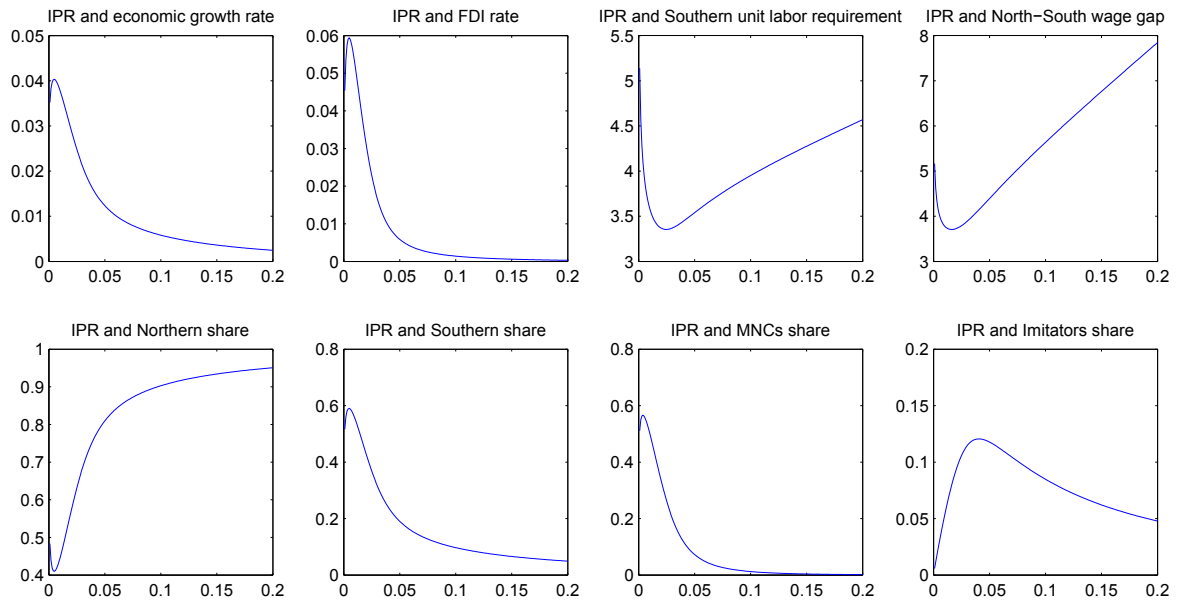 IPR and economic growth rate
0.05
0.04
0.03
0.02
0.01
0
0 0.05 0.1 0.15 0.2
IPR and FDI rate
0.06
0.05
0.04
0.03
0.02
0.01
0
0 0.05 0.1 0.15 0.2
IPR and Southern unit labor requirement
5.5
5
4.5
4
3.5
3
0 0.05 0.1 0.15 0.2
IPR and North−South wage gap
8
7
6
5
4
3
0 0.05 0.1 0.15 0.2
IPR and Northern share
1
0.9
0.8
0.7
0.6
0.5
0.4
0 0.05 0.1 0.15 0.2
IPR and Southern share
0.8
0.6
0.4
0.2
0
0 0.05 0.1 0.15 0.2
IPR and MNCs share
0.8
0.6
0.4
0.2
0
0 0.05 0.1 0.15 0.2
IPR and Imitators share
0.2
0.15
0.1
0.05
0
0 0.05 0.1 0.15 0.2